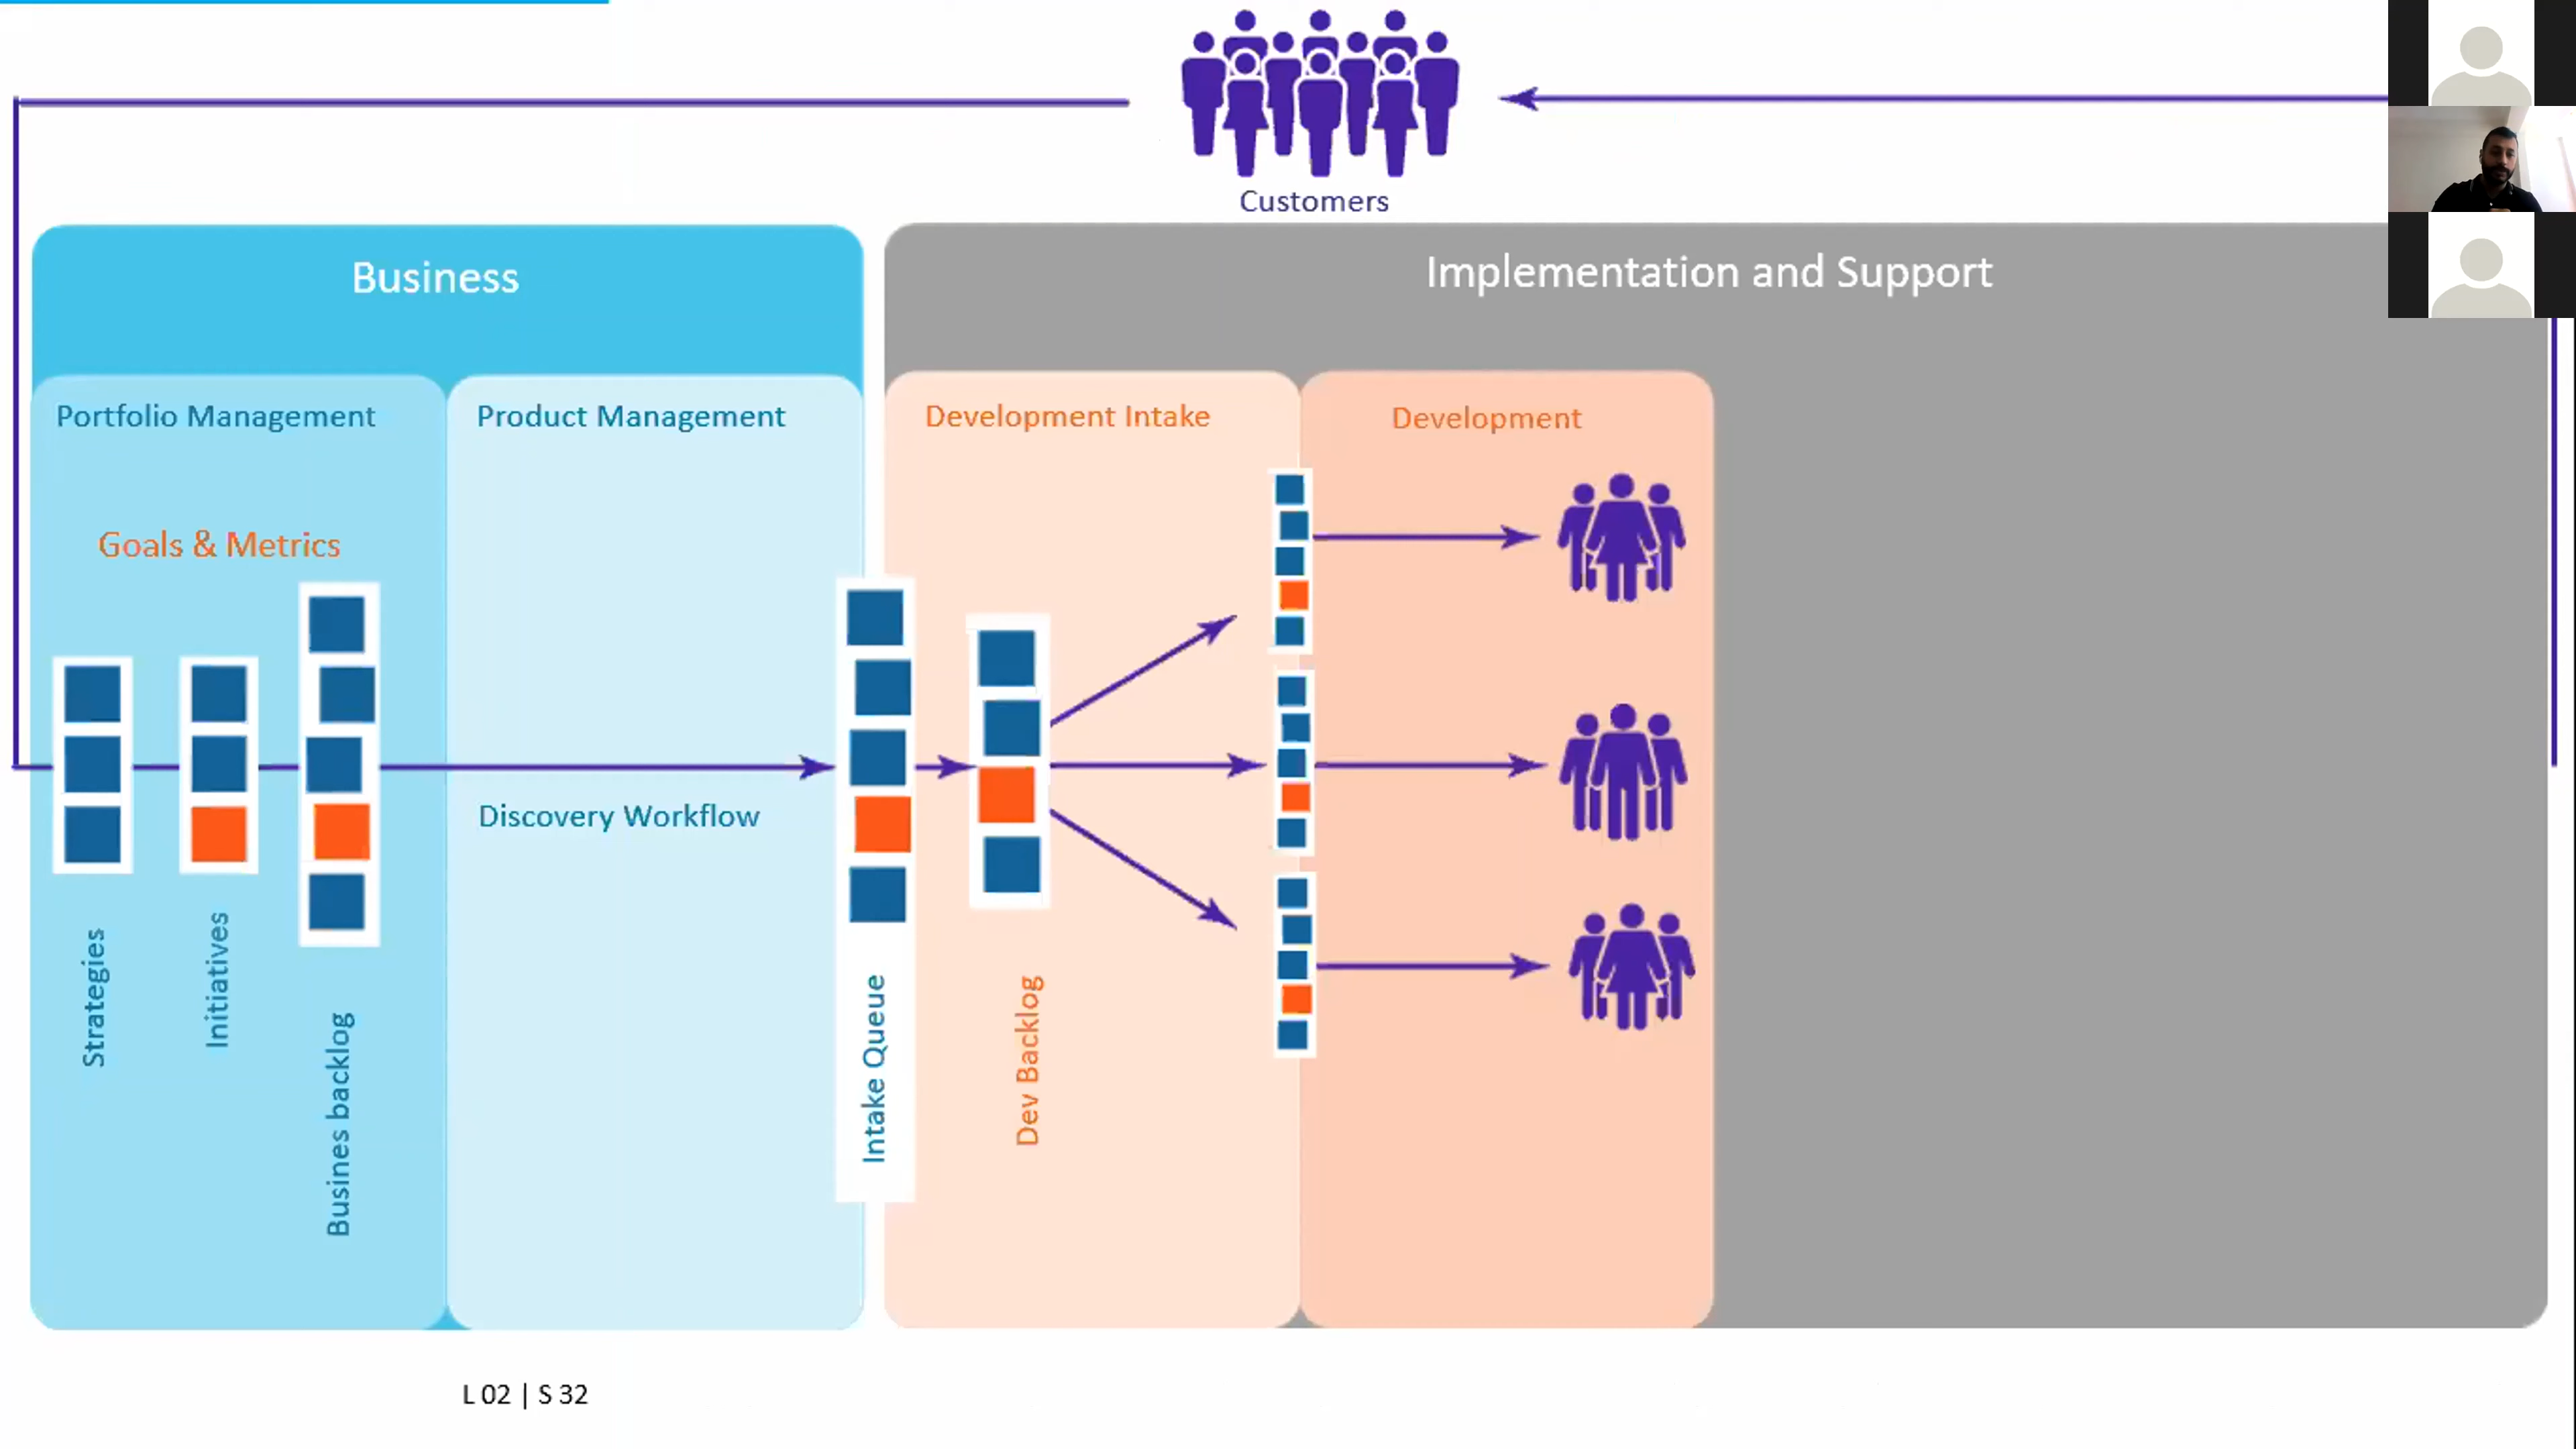 Customers
Business
Implementation and Support
Portfolio Management
Product Management
Development Intake
Development
Goals & Metrics
Discovery Workflow
Strategies
Initiatives
Business backlog
Intake Queue
Dev Backlog
L 02 | S 32